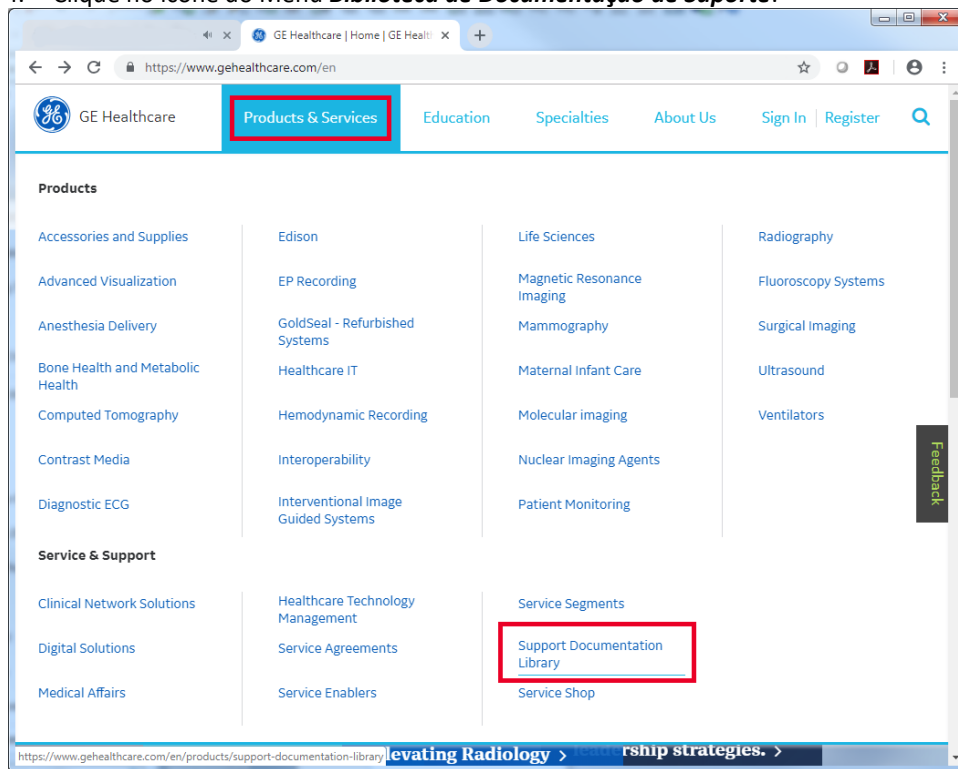 4. Clique no ícone do Menu Biblioteca de Documentação de Suporte.
GE Healthcare | Home | GE Healt
https://www.gehealthcare.com/en
GE Healthcare
Products & Services
Education
Specialties
About Us
Sign In
Register
Products
Accessories and Supplies
Edison
Life Sciences
Radiography
Advanced Visualization
EP Recording
Magnetic Resonance
Imaging
Fluoroscopy Systems
Anesthesia Delivery
GoldSeal - Refurbished
Systems
Mammography
Surgical Imaging
Bone Health and Metabolic
Health
Healthcare IT
Maternal Infant Care
Ultrasound
Computed Tomography
Hemodynamic Recording
Molecular imaging
Ventilators
Contrast Media
Interoperability
Nuclear Imaging Agents
Diagnostic ECG
Interventional Image
Guided Systems
Patient Monitoring
Feedback
Service & Support
Clinical Network Solutions
Healthcare Technology
Management
Service Segments
Digital Solutions
Service Agreements
Support Documentation
Library
Medical Affairs
Service Enablers
Service Shop
https://www.gehealthcare.com/en/products/support-documentation-library
levating Radiology >
rship strategies. >